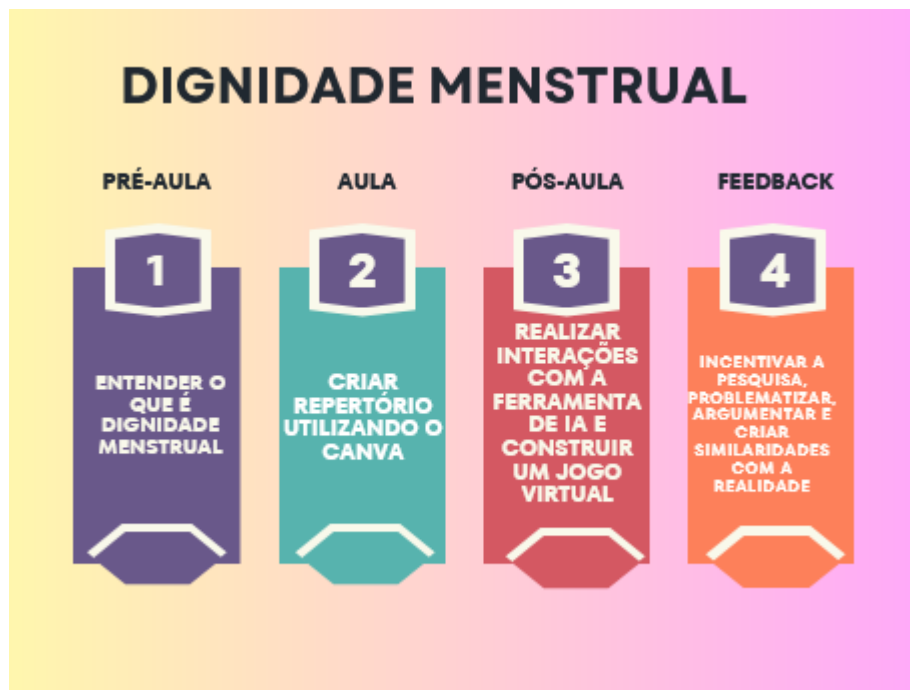 DIGNIDADE MENSTRUAL
PRÉ-AULA
1
ENTENDER O
QUE É
DIGNIDADE
MENSTRUAL
AULA
2
CRIAR
REPERTÓRIO
UTILIZANDO O
CANVA
PÓS-AULA
3
REALIZAR
INTERAÇÕES
COM A
FERRAMENTA
DE IA E
CONSTRUIR
UM JOGO
VIRTUAL
FEEDBACK
4
INCENTIVAR A
PESQUISA,
PROBLEMATIZAR,
ARGUMENTAR E
CRIAR
SIMILARIDADES
COM A
REALIDADE